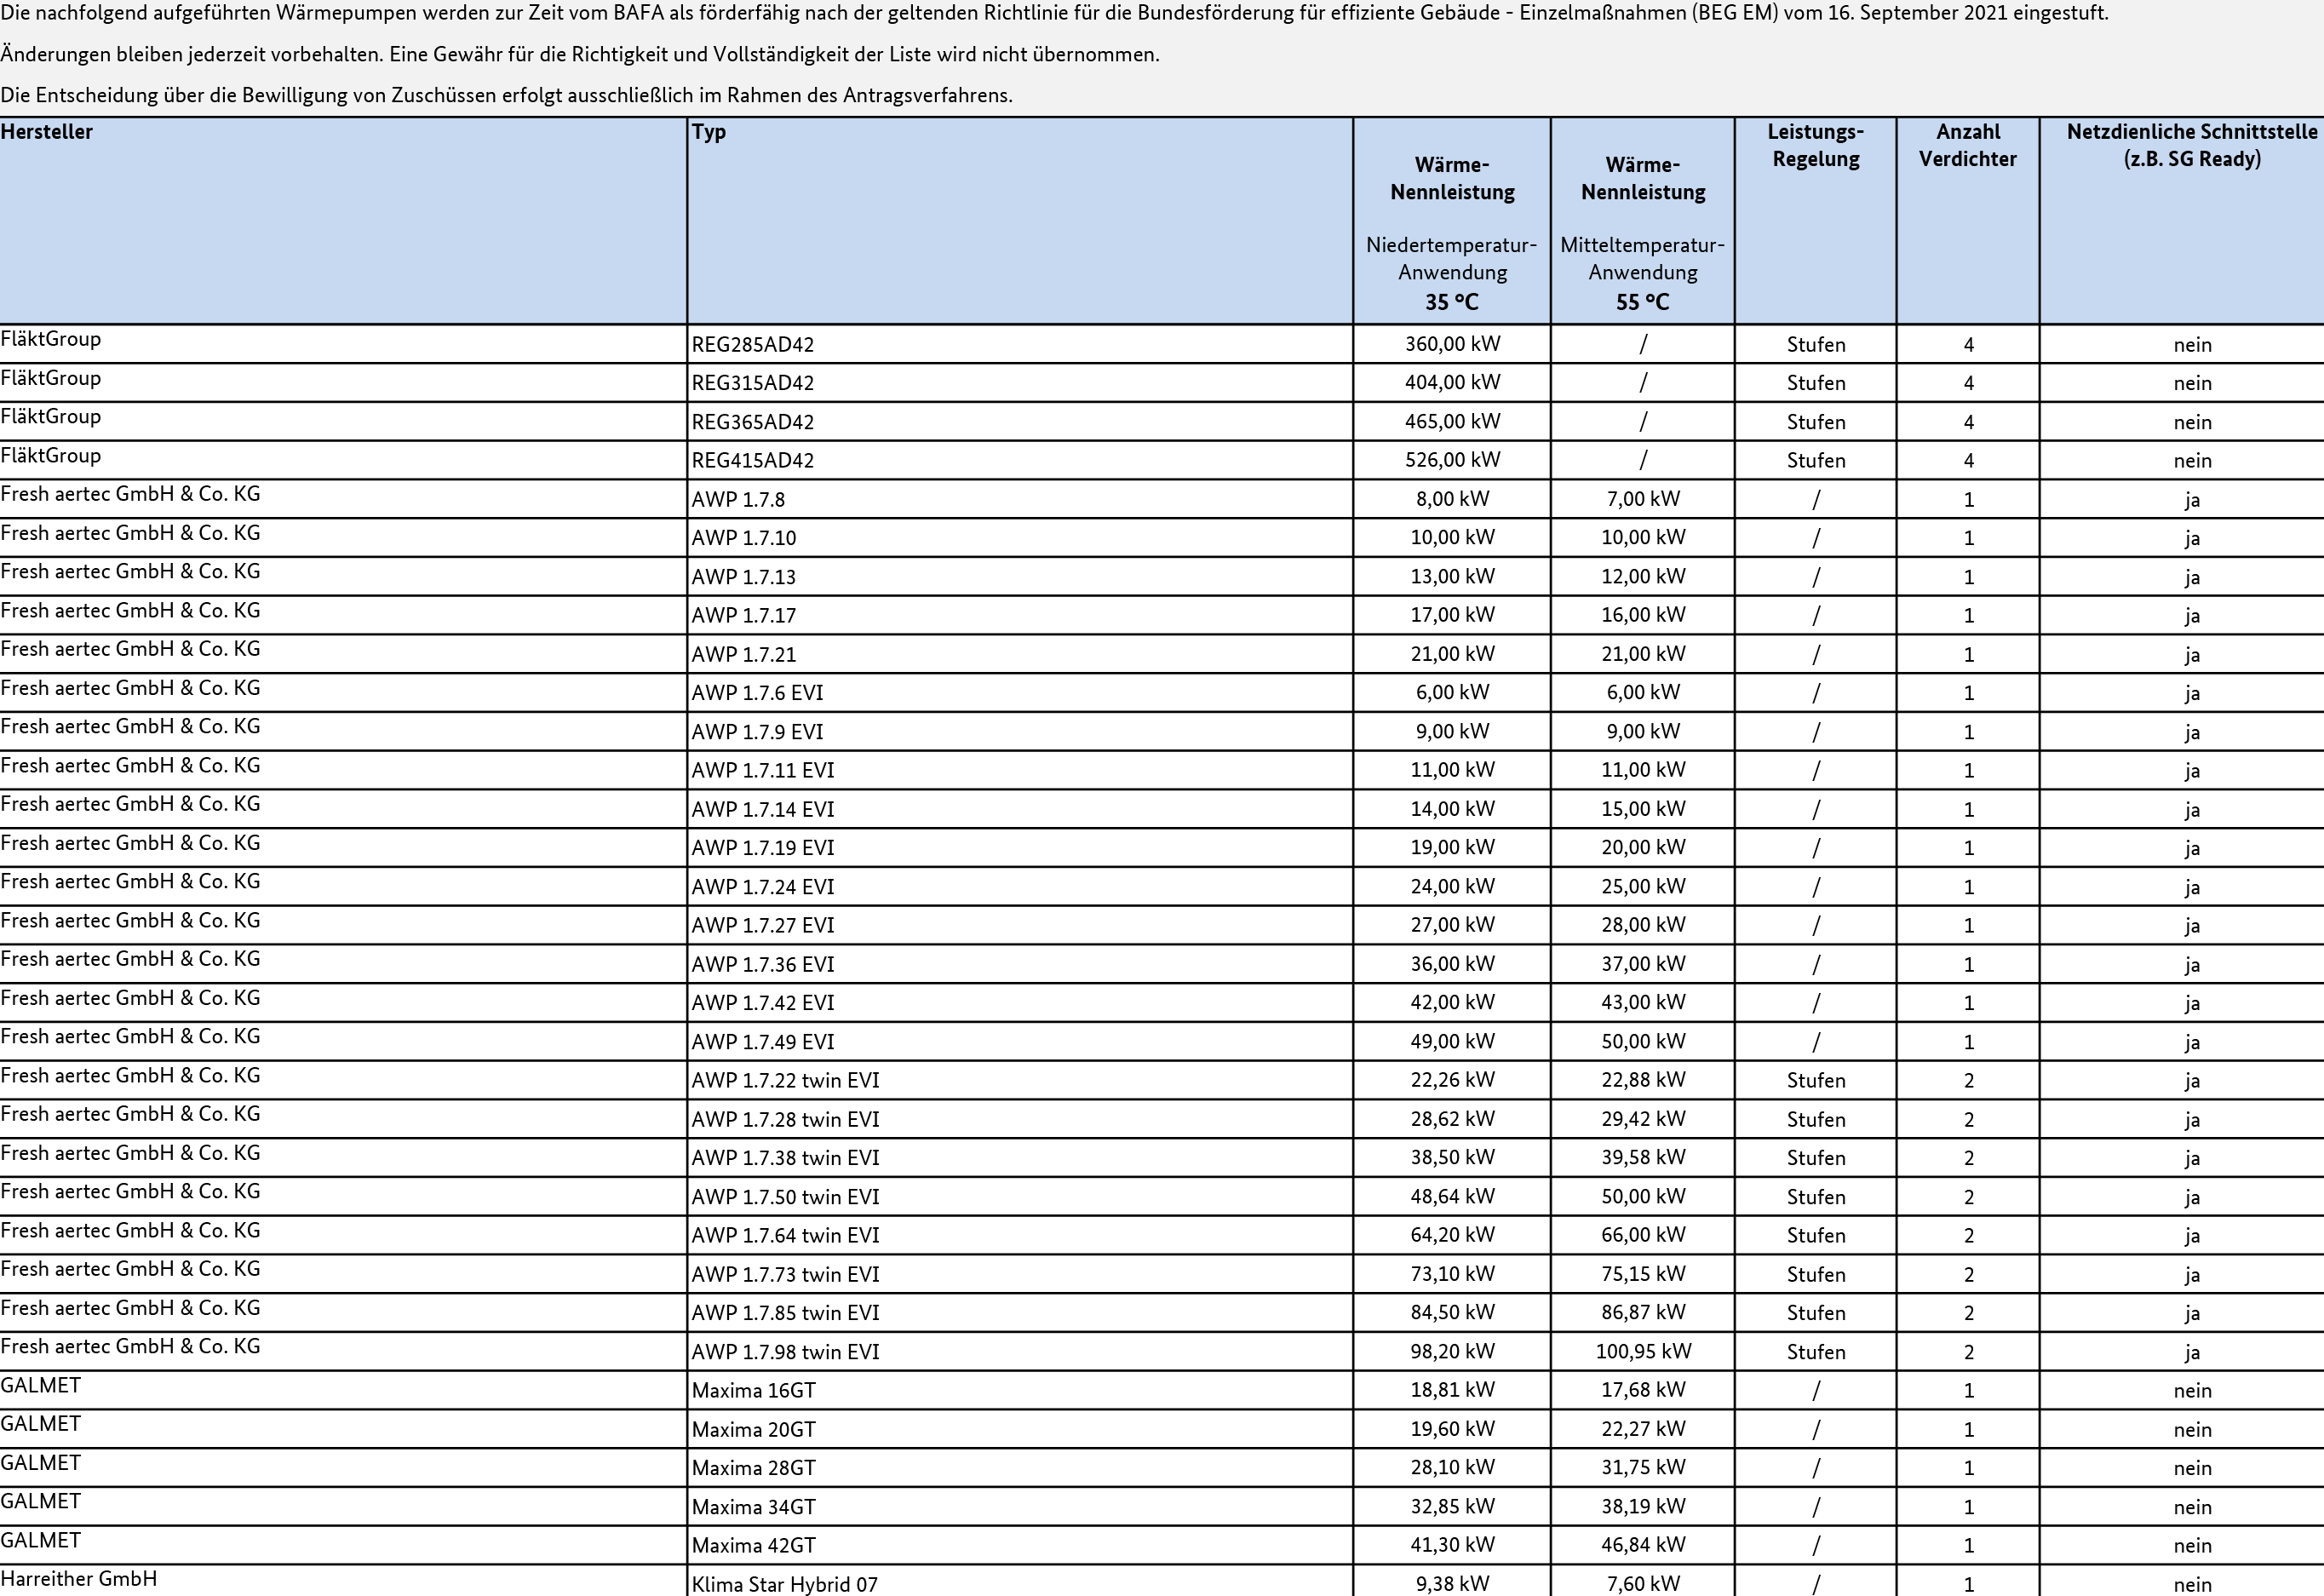 Die nachfolgend aufgeführten Wärmepumpen werden zur Zeit vom BAFA als förderfähig nach der geltenden Richtlinie für die Bundesförderung für effiziente Gebäude - Einzelmaßnahmen (BEG EM) vom 16. September 2021 eingestuft.
Änderungen bleiben jederzeit vorbehalten. Eine Gewähr für die Richtigkeit und Vollständigkeit der Liste wird nicht übernommen.
Die Entscheidung über die Bewilligung von Zuschüssen erfolgt ausschließlich im Rahmen des Antragsverfahrens.
Hersteller Typ Wärme-Nennleistung Niedertemperatur-Anwendung 35 °C Wärme-Nennleistung Mitteltemperatur-Anwendung 55 °C Leistungs-Regelung Anzahl Verdichter Netzdienliche Schnittstelle (z.B. SG Ready)
FläktGroup REG285AD42 360,00 kW / Stufen 4 nein
FläktGroup REG315AD42 404,00 kW / Stufen 4 nein
FläktGroup REG365AD42 465,00 kW / Stufen 4 nein
FläktGroup REG415AD42 526,00 kW / Stufen 4 nein
Fresh aertec GmbH & Co. KG AWP 1.7.8 8,00 kW 7,00 kW / 1 ja
Fresh aertec GmbH & Co. KG AWP 1.7.10 10,00 kW 10,00 kW / 1 ja
Fresh aertec GmbH & Co. KG AWP 1.7.13 13,00 kW 12,00 kW / 1 ja
Fresh aertec GmbH & Co. KG AWP 1.7.17 17,00 kW 16,00 kW / 1 ja
Fresh aertec GmbH & Co. KG AWP 1.7.21 21,00 kW 21,00 kW / 1 ja
Fresh aertec GmbH & Co. KG AWP 1.7.6 EVI 6,00 kW 6,00 kW / 1 ja
Fresh aertec GmbH & Co. KG AWP 1.7.9 EVI 9,00 kW 9,00 kW / 1 ja
Fresh aertec GmbH & Co. KG AWP 1.7.11 EVI 11,00 kW 11,00 kW / 1 ja
Fresh aertec GmbH & Co. KG AWP 1.7.14 EVI 14,00 kW 15,00 kW / 1 ja
Fresh aertec GmbH & Co. KG AWP 1.7.19 EVI 19,00 kW 20,00 kW / 1 ja
Fresh aertec GmbH & Co. KG AWP 1.7.24 EVI 24,00 kW 25,00 kW / 1 ja
Fresh aertec GmbH & Co. KG AWP 1.7.27 EVI 27,00 kW 28,00 kW / 1 ja
Fresh aertec GmbH & Co. KG AWP 1.7.36 EVI 36,00 kW 37,00 kW / 1 ja
Fresh aertec GmbH & Co. KG AWP 1.7.42 EVI 42,00 kW 43,00 kW / 1 ja
Fresh aertec GmbH & Co. KG AWP 1.7.49 EVI 49,00 kW 50,00 kW / 1 ja
Fresh aertec GmbH & Co. KG AWP 1.7.22 twin EVI 22,26 kW 22,88 kW Stufen 2 ja
Fresh aertec GmbH & Co. KG AWP 1.7.28 twin EVI 28,62 kW 29,42 kW Stufen 2 ja
Fresh aertec GmbH & Co. KG AWP 1.7.38 twin EVI 38,50 kW 39,58 kW Stufen 2 ja
Fresh aertec GmbH & Co. KG AWP 1.7.50 twin EVI 48,64 kW 50,00 kW Stufen 2 ja
Fresh aertec GmbH & Co. KG AWP 1.7.64 twin EVI 64,20 kW 66,00 kW Stufen 2 ja
Fresh aertec GmbH & Co. KG AWP 1.7.73 twin EVI 73,10 kW 75,15 kW Stufen 2 ja
Fresh aertec GmbH & Co. KG AWP 1.7.85 twin EVI 84,50 kW 86,87 kW Stufen 2 ja
Fresh aertec GmbH & Co. KG AWP 1.7.98 twin EVI 98,20 kW 100,95 kW Stufen 2 ja
GALMET Maxima 16GT 18,81 kW 17,68 kW / 1 nein
GALMET Maxima 20GT 19,60 kW 22,27 kW / 1 nein
GALMET Maxima 28GT 28,10 kW 31,75 kW / 1 nein
GALMET Maxima 34GT 32,85 kW 38,19 kW / 1 nein
GALMET Maxima 42GT 41,30 kW 46,84 kW / 1 nein
Harreither GmbH Klima Star Hybrid 07 9,38 kW 7,60 kW / 1 nein